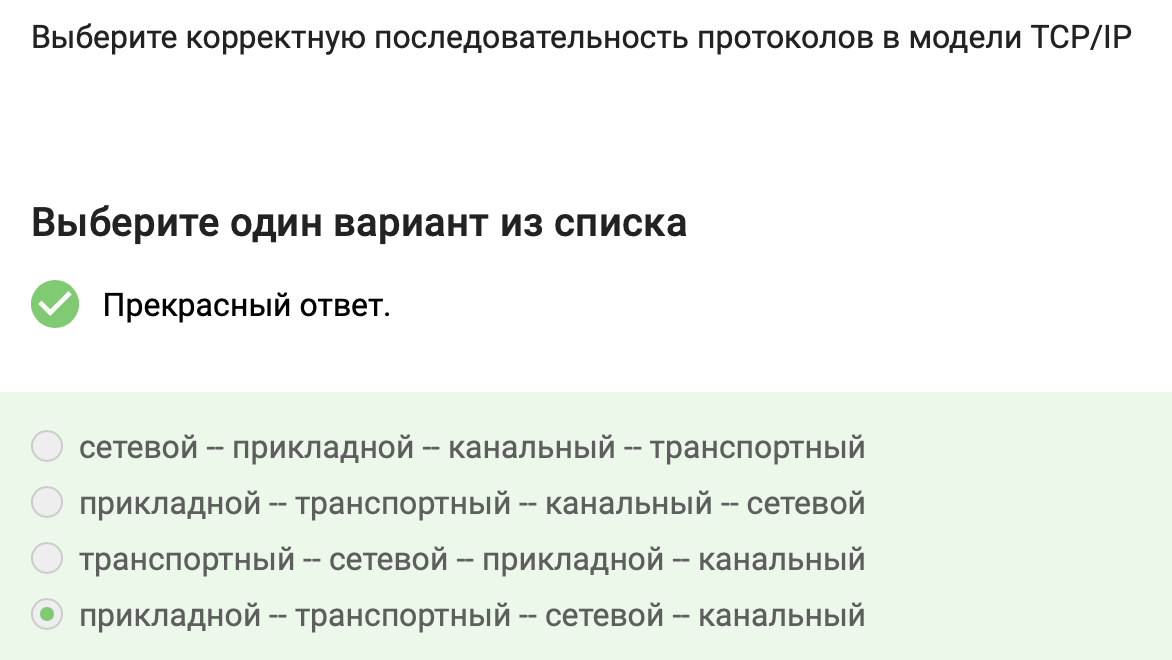 Выберите корректную последовательность протоколов в модели TCP/IP
Выберите один вариант из списка
Прекрасный ответ.
сетевой -- прикладной -- канальный -- транспортный
прикладной -- транспортный -- канальный -- сетевой
транспортный -- сетевой -- прикладной -- канальный
прикладной -- транспортный -- сетевой -- канальный